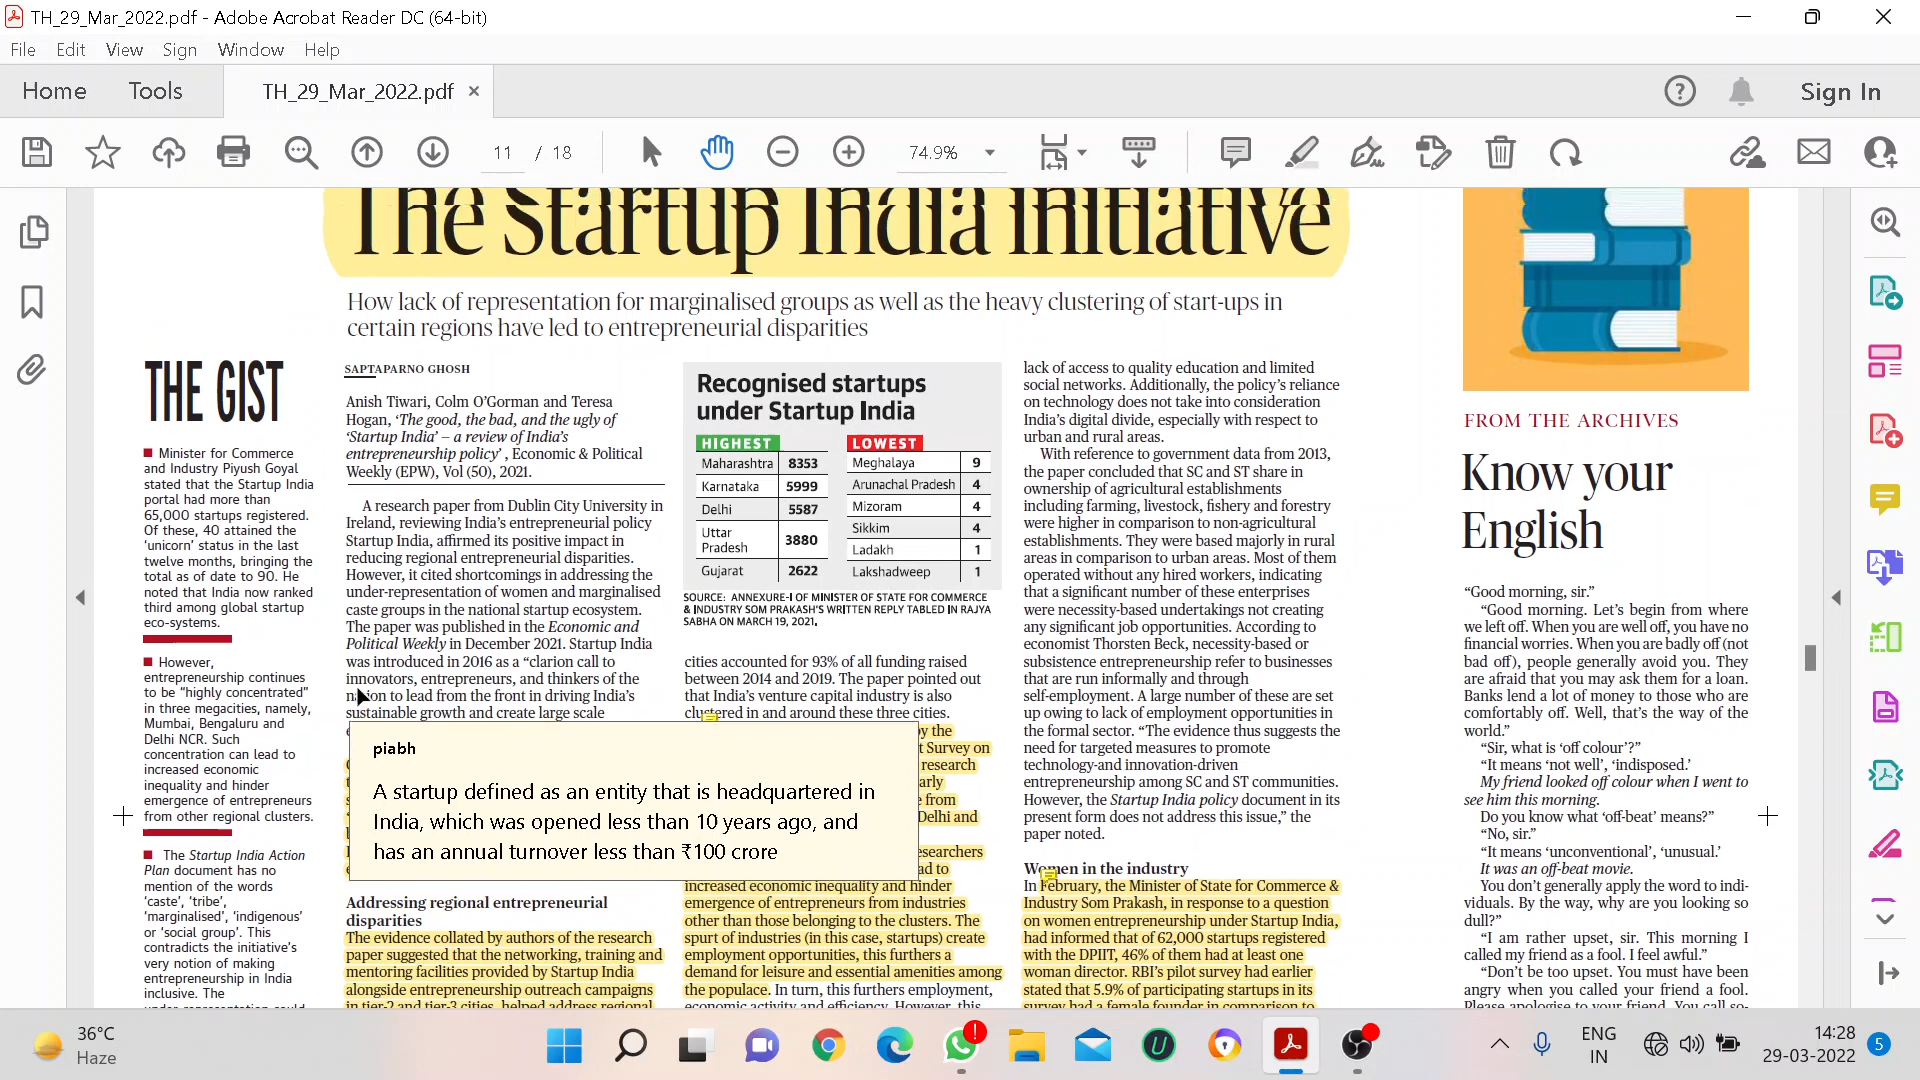 TH_29_Mar_2022.pdf - Adobe Acrobat Reader DC (64-bit)
File Edit View Sign Window Help
Home Tools TH_29_Mar_2022.pdf × Sign In
11 / 18 74.9%
The Startup India initiative
How lack of representation for marginalised groups as well as the heavy clustering of start-ups in
certain regions have led to entrepreneurial disparities
THE GIST
Minister for Commerce
and Industry Piyush Goyal
stated that the Startup India
portal had more than
65,000 startups registered.
Of these, 40 attained the
‘unicorn’ status in the last
twelve months, bringing the
total as of date to 90. He
noted that India now ranked
third among global startup
eco-systems.
However,
entrepreneurship continues
to be “highly concentrated”
in three megacities, namely,
Mumbai, Bengaluru and
Delhi NCR. Such
concentration can lead to
increased economic
inequality and hinder
emergence of entrepreneurs
from other regional clusters.
The Startup India Action
Plan document has no
mention of the words
‘caste’, ‘tribe’,
‘marginalised’, ‘indigenous’
or ‘social group’. This
contradicts the initiative’s
very notion of making
entrepreneurship in India
inclusive. The
SAPTAPARNO GHOSH
Anish Tiwari, Colm O’Gorman and Teresa
Hogan, ‘The good, the bad, and the ugly of
‘Startup India’ – a review of India’s
entrepreneurship policy’ , Economic & Political
Weekly (EPW), Vol (50), 2021.
A research paper from Dublin City University in
Ireland, reviewing India’s entrepreneurial policy
Startup India, affirmed its positive impact in
reducing regional entrepreneurial disparities.
However, it cited shortcomings in addressing the
under-representation of women and marginalised
caste groups in the national startup ecosystem.
The paper was published in the Economic and
Political Weekly in December 2021. Startup India
was introduced in 2016 as a “clarion call to
innovators, entrepreneurs, and thinkers of the
nation to lead from the front in driving India’s
sustainable growth and create large scale
piabh
A startup defined as an entity that is headquartered in
India, which was opened less than 10 years ago, and
has an annual turnover less than ₹100 crore
Addressing regional entrepreneurial
disparities
The evidence collated by authors of the research
paper suggested that the networking, training and
mentoring facilities provided by Startup India
alongside entrepreneurship outreach campaigns
in tier-2 and tier-3 cities, helped address regional
Recognised startups
under Startup India
HIGHEST
Maharashtra 8353
Karnataka 5999
Delhi 5587
Uttar
Pradesh 3880
Gujarat 2622
LOWEST
Meghalaya 9
Arunachal Pradesh 4
Mizoram 4
Sikkim 4
Ladakh 1
Lakshadweep 1
SOURCE: ANNEXURE-I OF MINISTER OF STATE FOR COMMERCE
& INDUSTRY SOM PRAKASH’S WRITTEN REPLY TABLED IN RAJYA
SABHA ON MARCH 19, 2021.
cities accounted for 93% of all funding raised
between 2014 and 2019. The paper pointed out
that India’s venture capital industry is also
clustered in and around these three cities.
by the
Survey on
research
from
Delhi and
increased economic inequality and hinder
emergence of entrepreneurs from industries
other than those belonging to the clusters. The
spurt of industries (in this case, startups) create
employment opportunities, this furthers a
demand for leisure and essential amenities among
the populace. In turn, this furthers employment,
economic activity and efficiency. However, this
lack of access to quality education and limited
social networks. Additionally, the policy’s reliance
on technology does not take into consideration
India’s digital divide, especially with respect to
urban and rural areas.
With reference to government data from 2013,
the paper concluded that SC and ST share in
ownership of agricultural establishments
including farming, livestock, fishery and forestry
were higher in comparison to non-agricultural
establishments. They were based majorly in rural
areas in comparison to urban areas. Most of them
operated without any hired workers, indicating
that a significant number of these enterprises
were necessity-based undertakings not creating
any significant job opportunities. According to
economist Thorsten Beck, necessity-based or
subsistence entrepreneurship refer to businesses
that are run informally and through
self-employment. A large number of these are set
up owing to lack of employment opportunities in
the formal sector. “The evidence thus suggests the
need for targeted measures to promote
technology-and innovation-driven
entrepreneurship among SC and ST communities.
However, the Startup India policy document in its
present form does not address this issue,” the
paper noted.
Women in the industry
In February, the Minister of State for Commerce &
Industry Som Prakash, in response to a question
on women entrepreneurship under Startup India,
had informed that of 62,000 startups registered
with the DPIIT, 46% of them had at least one
woman director. RBI’s pilot survey had earlier
stated that 5.9% of participating startups in its
survey had a female founder in comparison to
FROM THE ARCHIVES
Know your
English
“Good morning, sir.”
“Good morning. Let’s begin from where
we left off. When you are well off, you have no
financial worries. When you are badly off (not
bad off), people generally avoid you. They
are afraid that you may ask them for a loan.
Banks lend a lot of money to those who are
comfortably off. Well, that’s the way of the
world.”
“Sir, what is ‘off colour’?”
“It means ‘not well’, ‘indisposed.’
My friend looked off colour when I went to
see him this morning.
Do you know what ‘off-beat’ means?”
“No, sir.”
“It means ‘unconventional’, ‘unusual.’
It was an off-beat movie.
You don’t generally apply the word to indi-
viduals. By the way, why are you looking so
dull?”
“I am rather upset, sir. This morning I
called my friend as a fool. I feel awful.”
“Don’t be too upset. You must have been
angry when you called your friend a fool.
Please apologise to your friend. You call so-
36°C
Haze
ENG
IN
14:28
29-03-2022
5